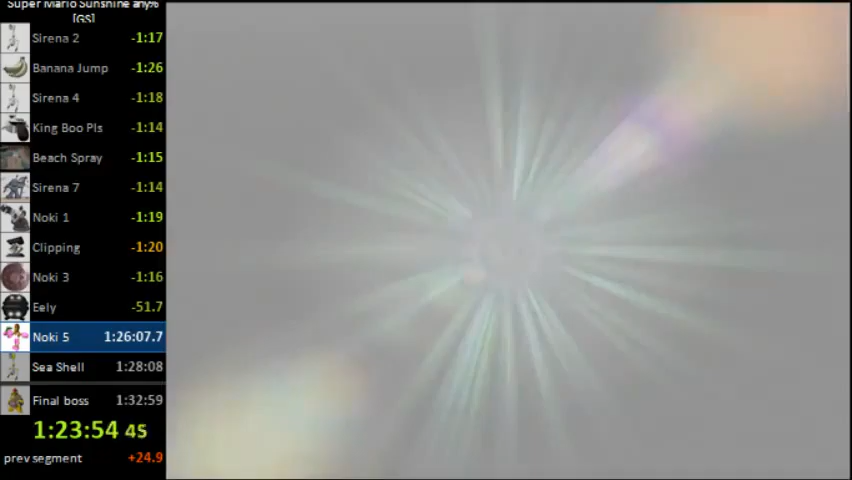 Super Mario Sunshine any%
[GS]
Sirena 2 -1:17
Banana Jump -1:26
Sirena 4 -1:18
King Boo Pls -1:14
Beach Spray -1:15
Sirena 7 -1:14
Noki 1 -1:19
Clipping -1:20
Noki 3 -1:16
Eely -51.7
Noki 5 1:26:07.7
Sea Shell 1:28:08
Final boss 1:32:59
1:23:54 45
prev segment +24.9